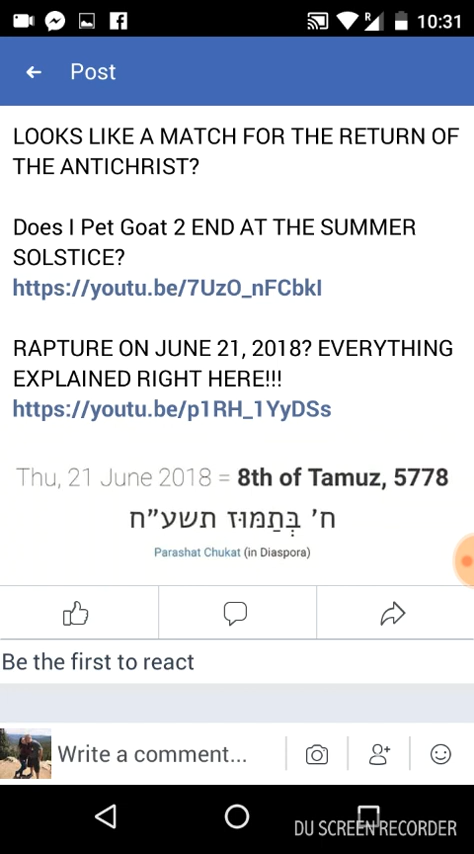 R 10:31
Post
LOOKS LIKE A MATCH FOR THE RETURN OF
THE ANTICHRIST?
Does I Pet Goat 2 END AT THE SUMMER
SOLSTICE?
https://youtu.be/7UzO_nFCbkI
RAPTURE ON JUNE 21, 2018? EVERYTHING
EXPLAINED RIGHT HERE!!!
https://youtu.be/p1RH_1YyDSs
Thu, 21 June 2018 = 8th of Tamuz, 5778
ח׳ בְּתַמּוּז תשע״ח
Parashat Chukat (in Diaspora)
Be the first to react
Write a comment...
DU SCREEN RECORDER